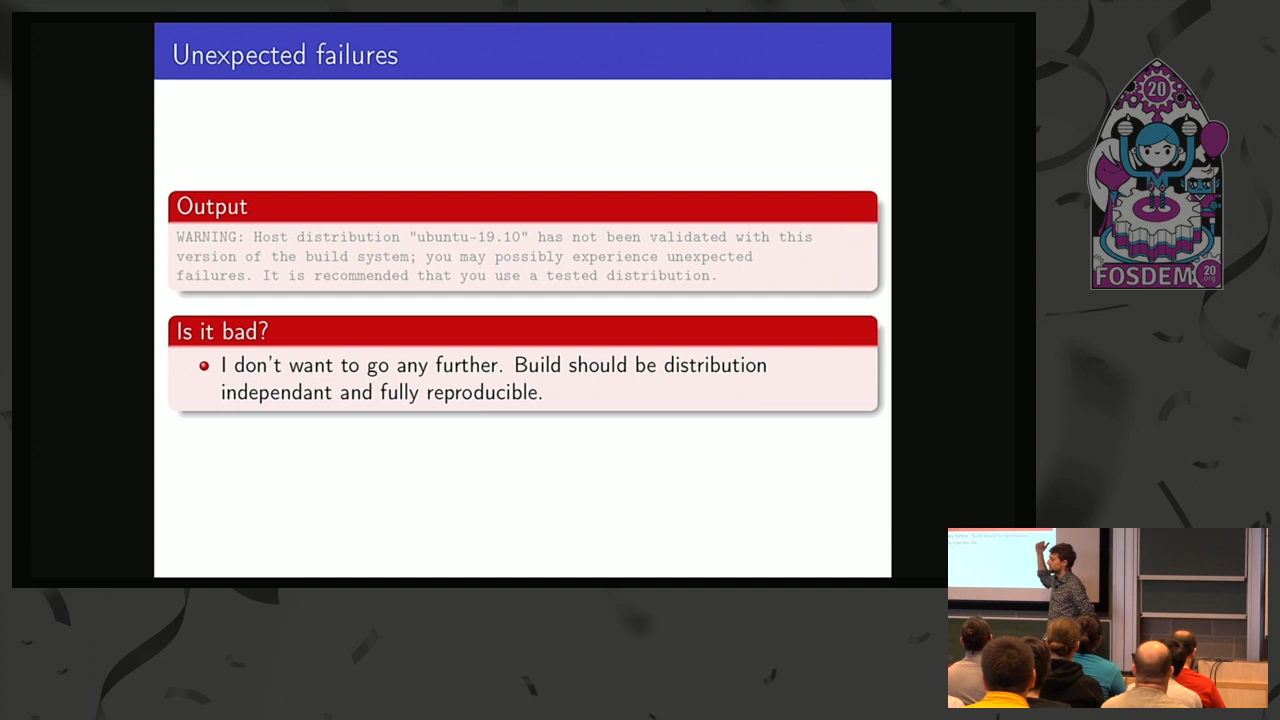 Unexpected failures
Output
WARNING: Host distribution "ubuntu-19.10" has not been validated with this
version of the build system; you may possibly experience unexpected
failures. It is recommended that you use a tested distribution.
Is it bad?
I don't want to go any further. Build should be distribution
independant and fully reproducible.
20
FOSDEM
20
.org